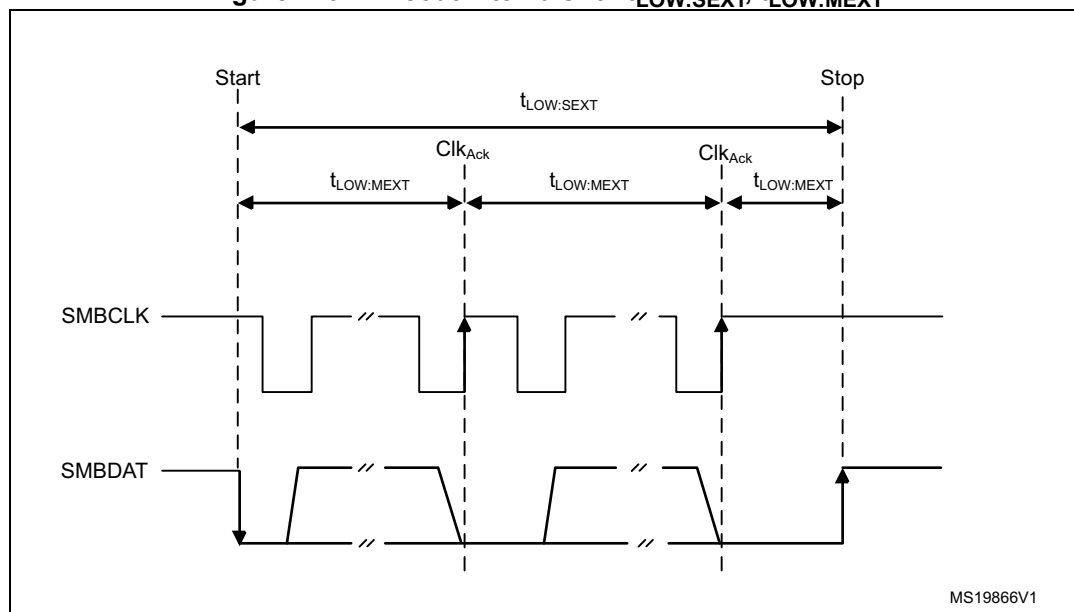 Start
Stop
tLOW:SEXT
ClkAck
ClkAck
tLOW:MEXT
tLOW:MEXT
tLOW:MEXT
SMBCLK
SMBDAT
MS19866V1